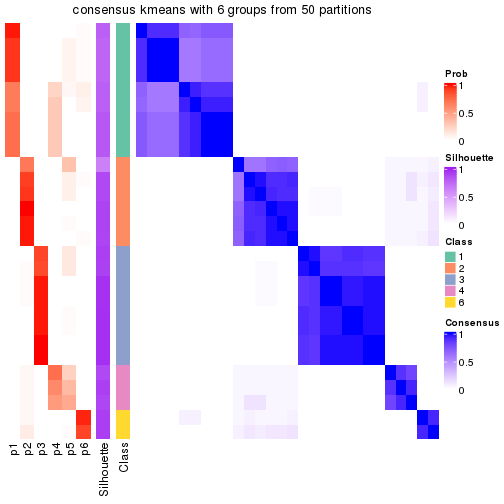 consensus kmeans with 6 groups from 50 partitions
Prob
1
0.5
0
Silhouette
1
0.5
0
Class
1
2
3
4
6
Consensus
1
0.5
0
p1
p2
p3
p4
p5
p6
Silhouette
Class